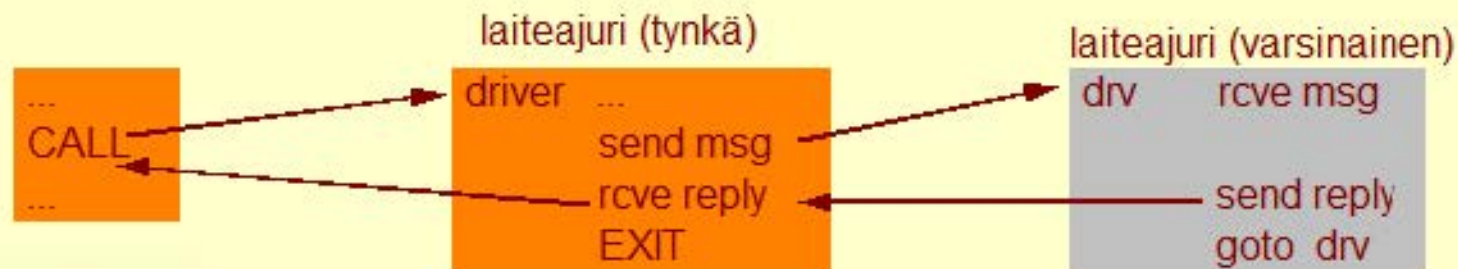 laiteajuri (tynkä)
laiteajuri (varsinainen)
...
CALL
...
driver ...
send msg
rcve reply
EXIT
drv rcve msg
send reply
goto drv